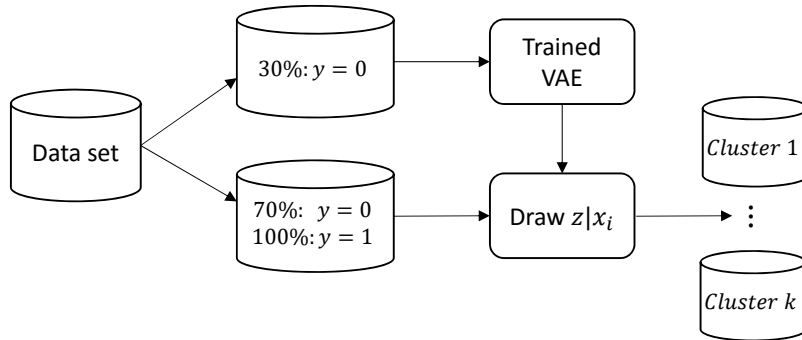 30%: y = 0
Trained
VAE
Data set
Cluster 1
70%: y = 0
100%: y = 1
Draw z|x_i
⋮
Cluster k